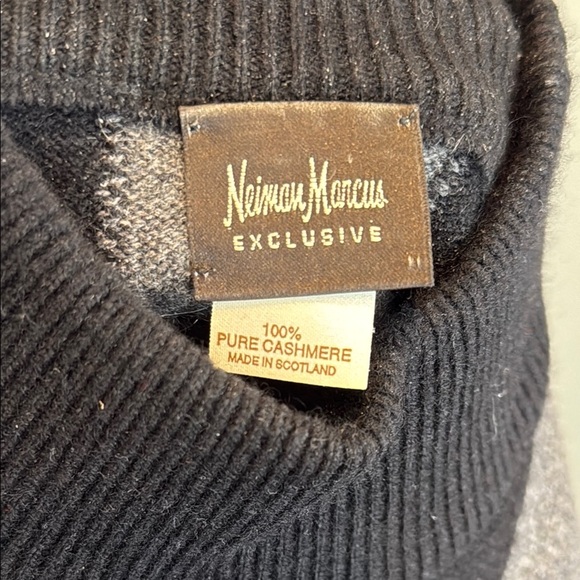 Neiman Marcus
EXCLUSIVE
100%
PURE CASHMERE
MADE IN SCOTLAND